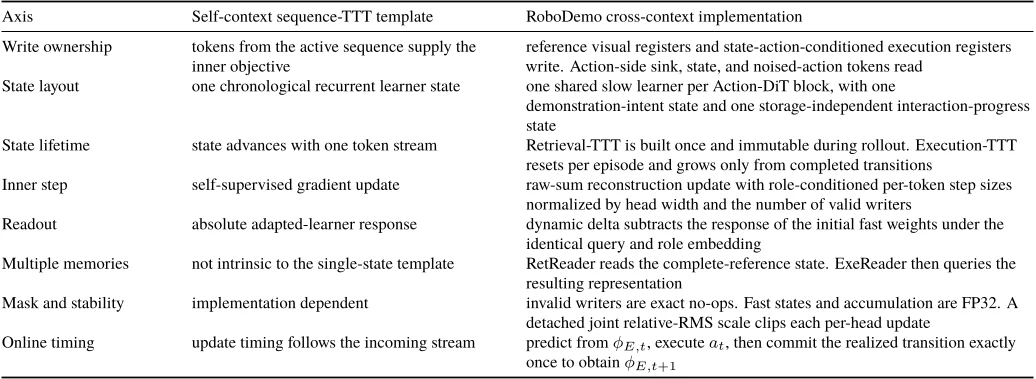 Axis Self-context sequence-TTT template RoboDemo cross-context implementation
Write ownership tokens from the active sequence supply the reference visual registers and state-action-conditioned execution registers
inner objective write. Action-side sink, state, and noised-action tokens read
State layout one chronological recurrent learner state one shared slow learner per Action-DiT block, with one
demonstration-intent state and one storage-independent interaction-progress
state
State lifetime state advances with one token stream Retrieval-TTT is built once and immutable during rollout. Execution-TTT
resets per episode and grows only from completed transitions
Inner step self-supervised gradient update raw-sum reconstruction update with role-conditioned per-token step sizes
normalized by head width and the number of valid writers
Readout absolute adapted-learner response dynamic delta subtracts the response of the initial fast weights under the
identical query and role embedding
Multiple memories not intrinsic to the single-state template RetReader reads the complete-reference state. ExeReader then queries the
resulting representation
Mask and stability implementation dependent invalid writers are exact no-ops. Fast states and accumulation are FP32. A
detached joint relative-RMS scale clips each per-head update
Online timing update timing follows the incoming stream predict from ϕ_{E,t}, execute a_t, then commit the realized transition exactly
once to obtain ϕ_{E,t+1}